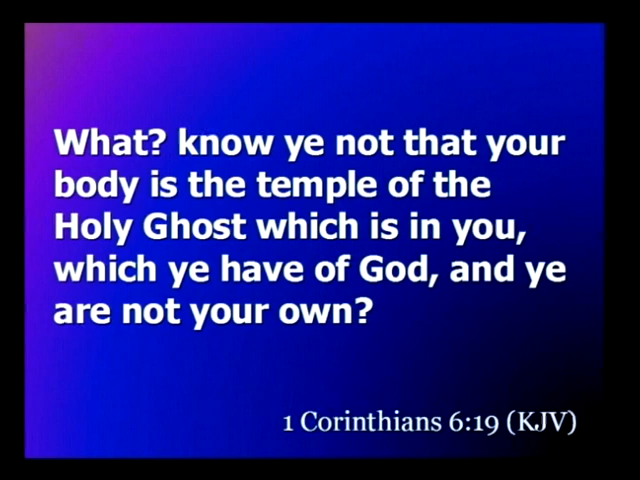 What? know ye not that your
body is the temple of the
Holy Ghost which is in you,
which ye have of God, and ye
are not your own?
1 Corinthians 6:19 (KJV)